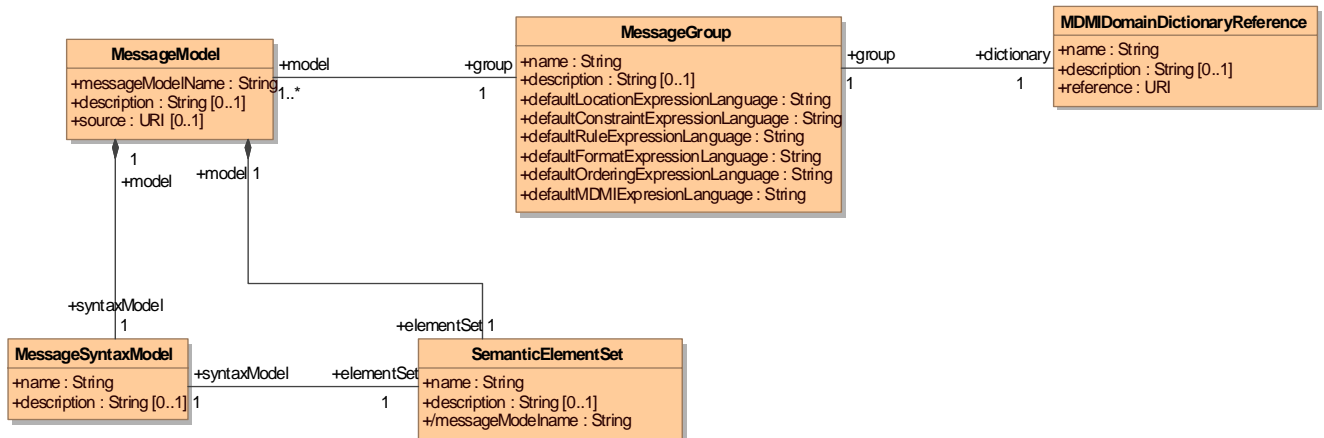 MessageModel
+messageModelName : String
+description : String [0..1]
+source : URI [0..1]
+model
1..*
+group
1
MessageGroup
+name : String
+description : String [0..1]
+defaultLocationExpressionLanguage : String
+defaultConstraintExpressionLanguage : String
+defaultRuleExpressionLanguage : String
+defaultFormatExpressionLanguage : String
+defaultOrderingExpressionLanguage : String
+defaultMDMIExpresionLanguage : String
+group
1
+dictionary
1
MDMIDomainDictionaryReference
+name : String
+description : String [0..1]
+reference : URI
1
+model
+model 1
+syntaxModel
1
+elementSet 1
MessageSyntaxModel
+name : String
+description : String [0..1]
+syntaxModel
1
+elementSet
1
SemanticElementSet
+name : String
+description : String [0..1]
+/messageModelname : String